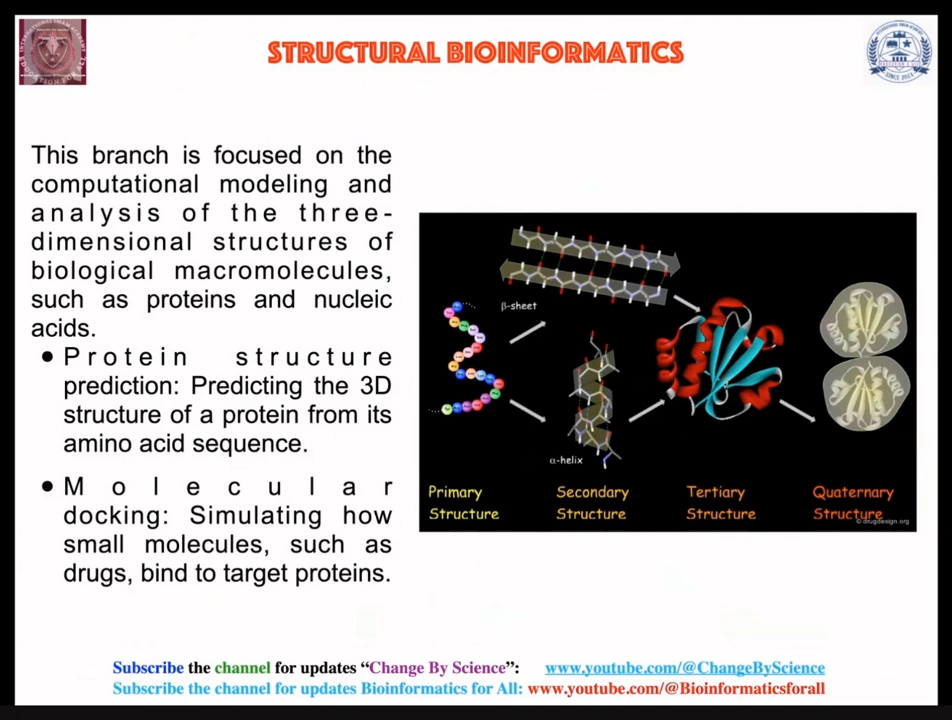 STRUCTURAL BIOINFORMATICS
This branch is focused on the
computational modeling and
analysis of the three-
dimensional structures of
biological macromolecules,
such as proteins and nucleic
acids.
• Protein structure
prediction: Predicting the 3D
structure of a protein from its
amino acid sequence.
• Molecular
docking: Simulating how
small molecules, such as
drugs, bind to target proteins.
β-sheet
α-helix
Primary
Structure
Secondary
Structure
Tertiary
Structure
Quaternary
Structure
© drugdesign.org
Subscribe the channel for updates “Change By Science”: www.youtube.com/@ChangeByScience
Subscribe the channel for updates Bioinformatics for All: www.youtube.com/@Bioinformaticsforall